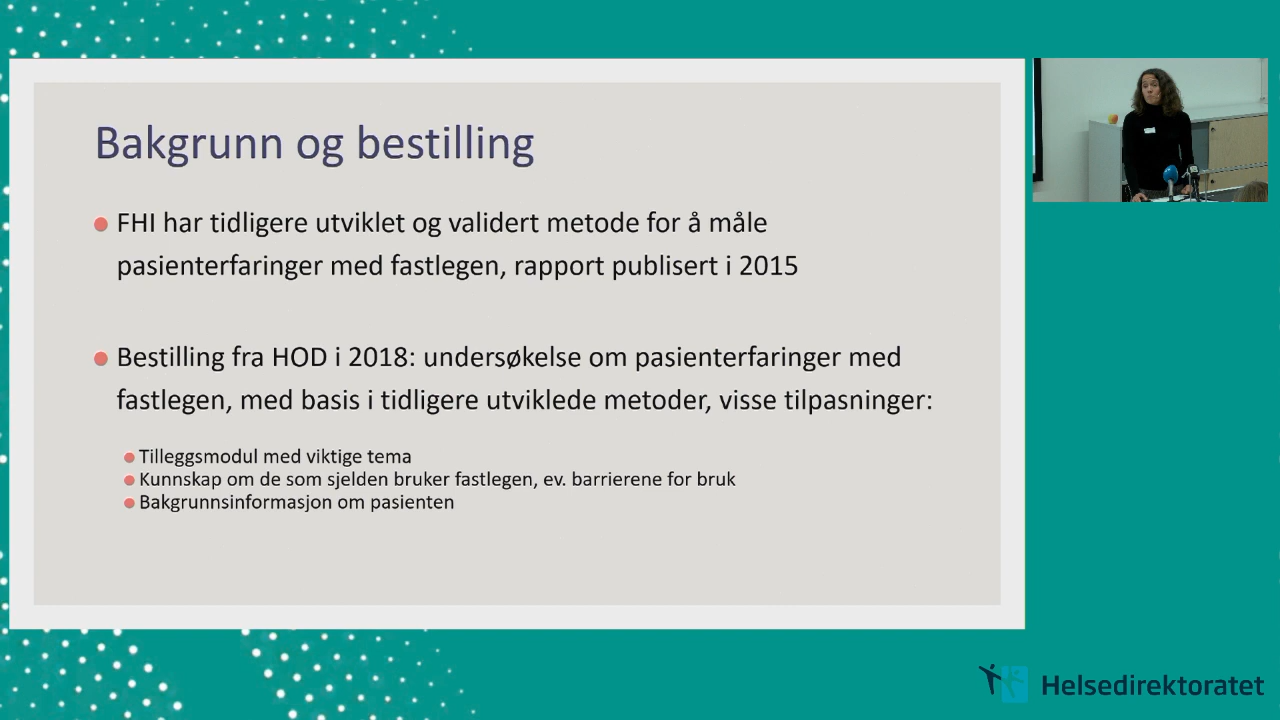 Bakgrunn og bestilling
FHI har tidligere utviklet og validert metode for å måle
pasienterfaringer med fastlegen, rapport publisert i 2015
Bestilling fra HOD i 2018: undersøkelse om pasienterfaringer med
fastlegen, med basis i tidligere utviklede metoder, visse tilpasninger:
Tilleggsmodul med viktige tema
Kunnskap om de som sjelden bruker fastlegen, ev. barrierene for bruk
Bakgrunnsinformasjon om pasienten
Helsedirektoratet